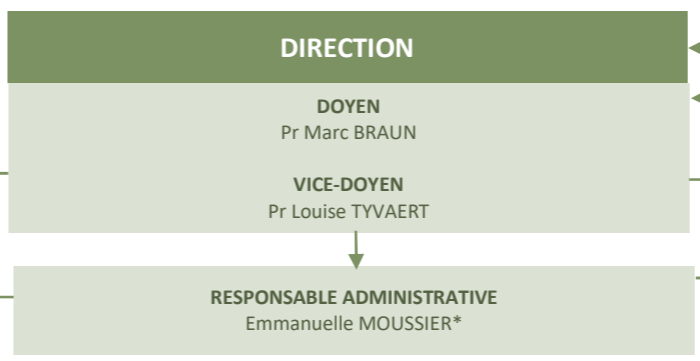 DIRECTION
DOYEN
Pr Marc BRAUN
VICE-DOYEN
Pr Louise TYVAERT
RESPONSABLE ADMINISTRATIVE
Emmanuelle MOUSSIER*